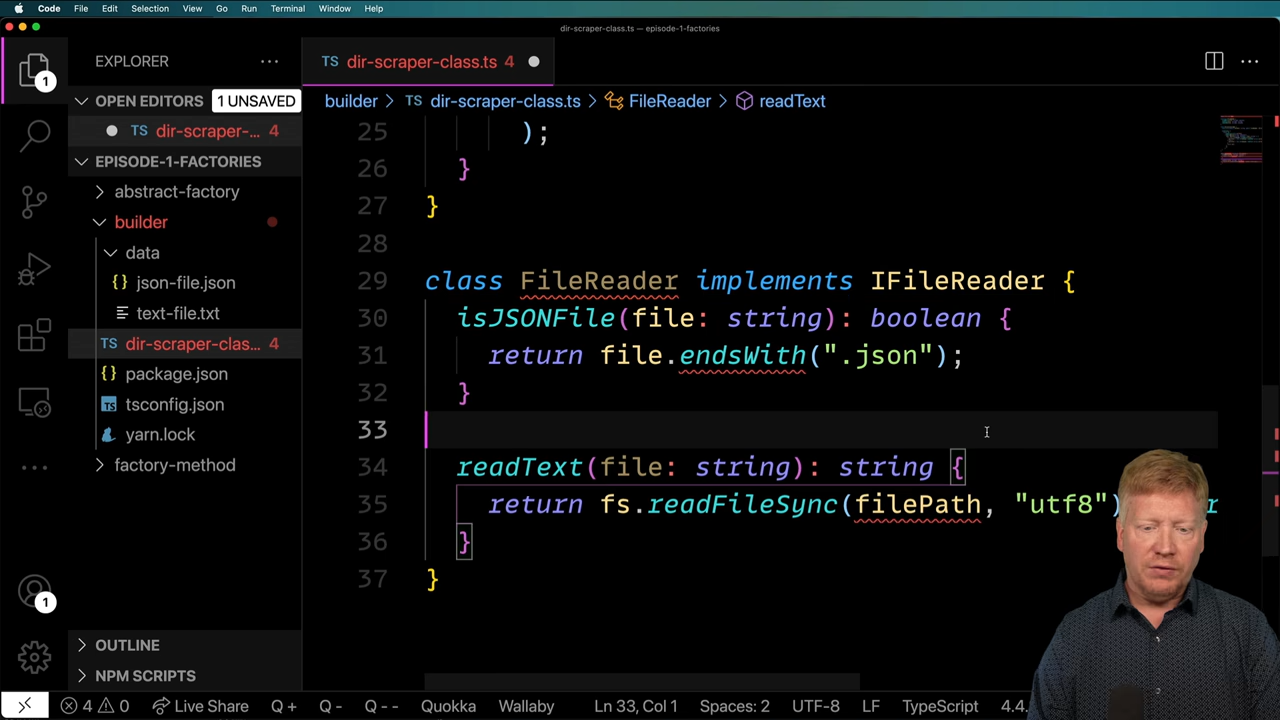 Code File Edit Selection View Go Run Terminal Window Help
dir-scraper-class.ts — episode-1-factories
EXPLORER ···
TS dir-scraper-class.ts 4
1
OPEN EDITORS 1 UNSAVED
builder > TS dir-scraper-class.ts > FileReader > readText
TS dir-scraper-... 4
EPISODE-1-FACTORIES
abstract-factory
builder
data
{} json-file.json
text-file.txt
TS dir-scraper-clas... 4
{} package.json
tsconfig.json
yarn.lock
factory-method
25 );
26 }
27 }
28
29 class FileReader implements IFileReader {
30 isJSONFile(file: string): boolean {
31 return file.endsWith(".json");
32 }
33
34 readText(file: string): string {
35 return fs.readFileSync(filePath, "utf8")
36 }
37 }
1
OUTLINE
NPM SCRIPTS
4 0 Live Share Q + Q - Q -- Quokka Wallaby Ln 33, Col 1 Spaces: 2 UTF-8 LF TypeScript 4.4.